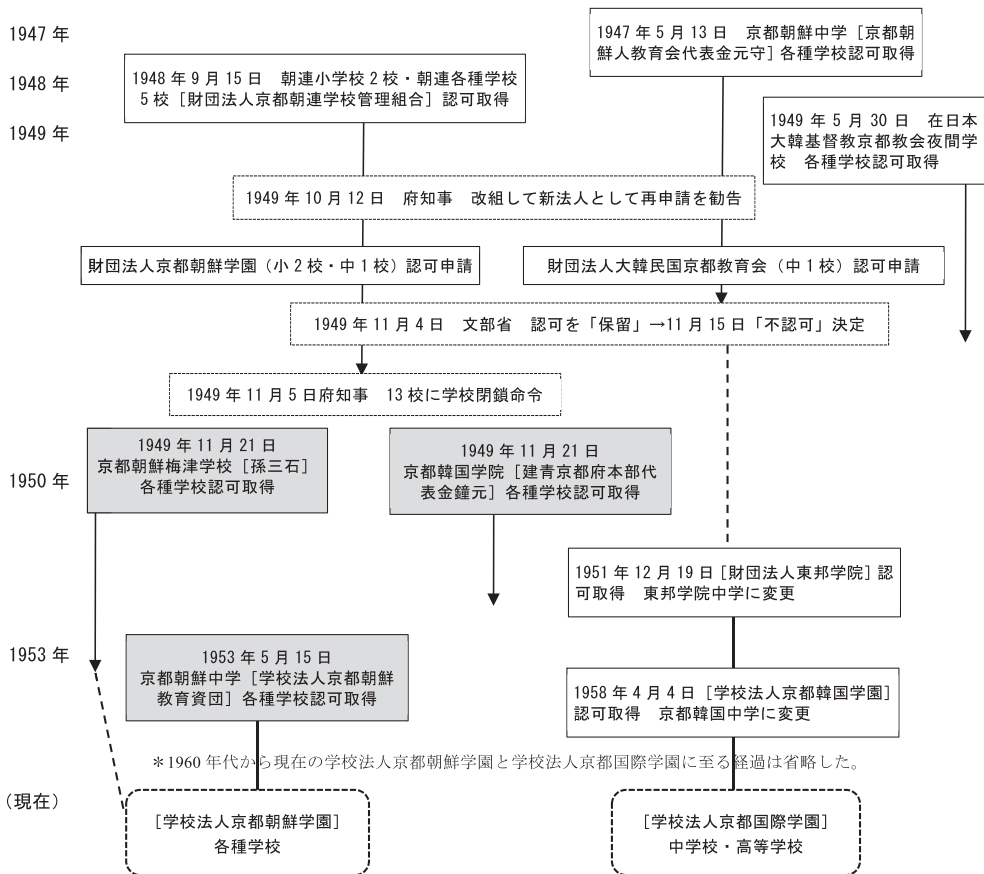 1947 年
1947 年 5 月 13 日　京都朝鮮中学［京都朝
鮮人教育会代表金元守］各種学校認可取得
1948 年
1948 年 9 月 15 日　朝連小学校 2 校・朝連各種学校
5 校［財団法人京都朝連学校管理組合］認可取得
1949 年
1949 年 5 月 30 日　在日本
大韓基督教京都教会夜間学
校　各種学校認可取得
1949 年 10 月 12 日　府知事　改組して新法人として再申請を勧告
財団法人京都朝鮮学園（小 2 校・中 1 校）認可申請
財団法人大韓民国京都教育会（中 1 校）認可申請
1949 年 11 月 4 日　文部省　認可を「保留」→11 月 15 日「不認可」決定
1949 年 11 月 5 日府知事　13 校に学校閉鎖命令
1949 年 11 月 21 日
京都朝鮮梅津学校［孫三石］
各種学校認可取得
1949 年 11 月 21 日
京都韓国学院［建青京都府本部代
表金鐘元］各種学校認可取得
1950 年
1951 年 12 月 19 日［財団法人東邦学院］認
可取得　東邦学院中学に変更
1953 年
1953 年 5 月 15 日
京都朝鮮中学［学校法人京都朝鮮
教育資団］各種学校認可取得
1958 年 4 月 4 日［学校法人京都韓国学園］
認可取得　京都韓国中学に変更
＊1960 年代から現在の学校法人京都朝鮮学園と学校法人京都国際学園に至る経過は省略した。
（現在）
［学校法人京都朝鮮学園］
各種学校
［学校法人京都国際学園］
中学校・高等学校